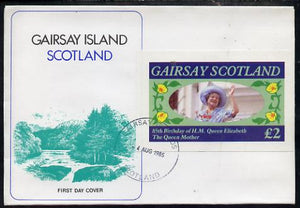 GAIRSAY ISLAND
SCOTLAND
FIRST DAY COVER
GAIRSAY SCOTLAND
85th Birthday of H.M. Queen Elizabeth
The Queen Mother
£2
4 AUG 1985